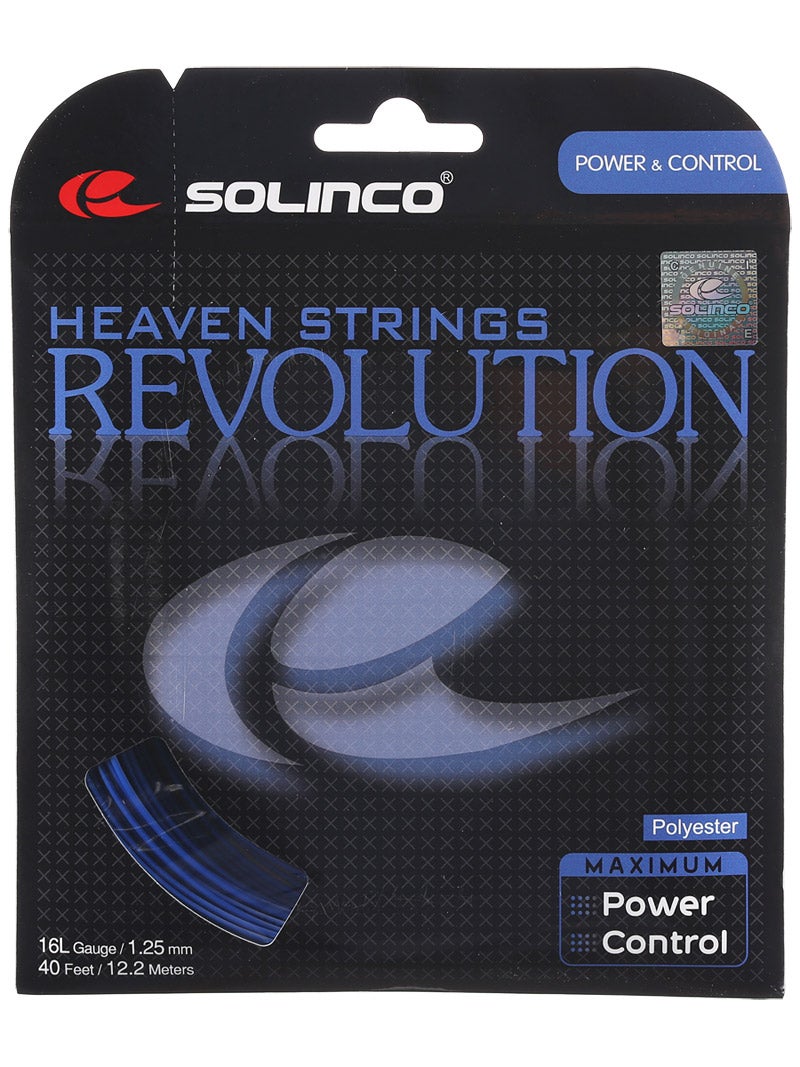 SOLINCO®
POWER & CONTROL
SOLINCO
HEAVEN STRINGS
REVOLUTION
Polyester
MAXIMUM
Power
Control
16L Gauge / 1.25 mm
40 Feet / 12.2 Meters